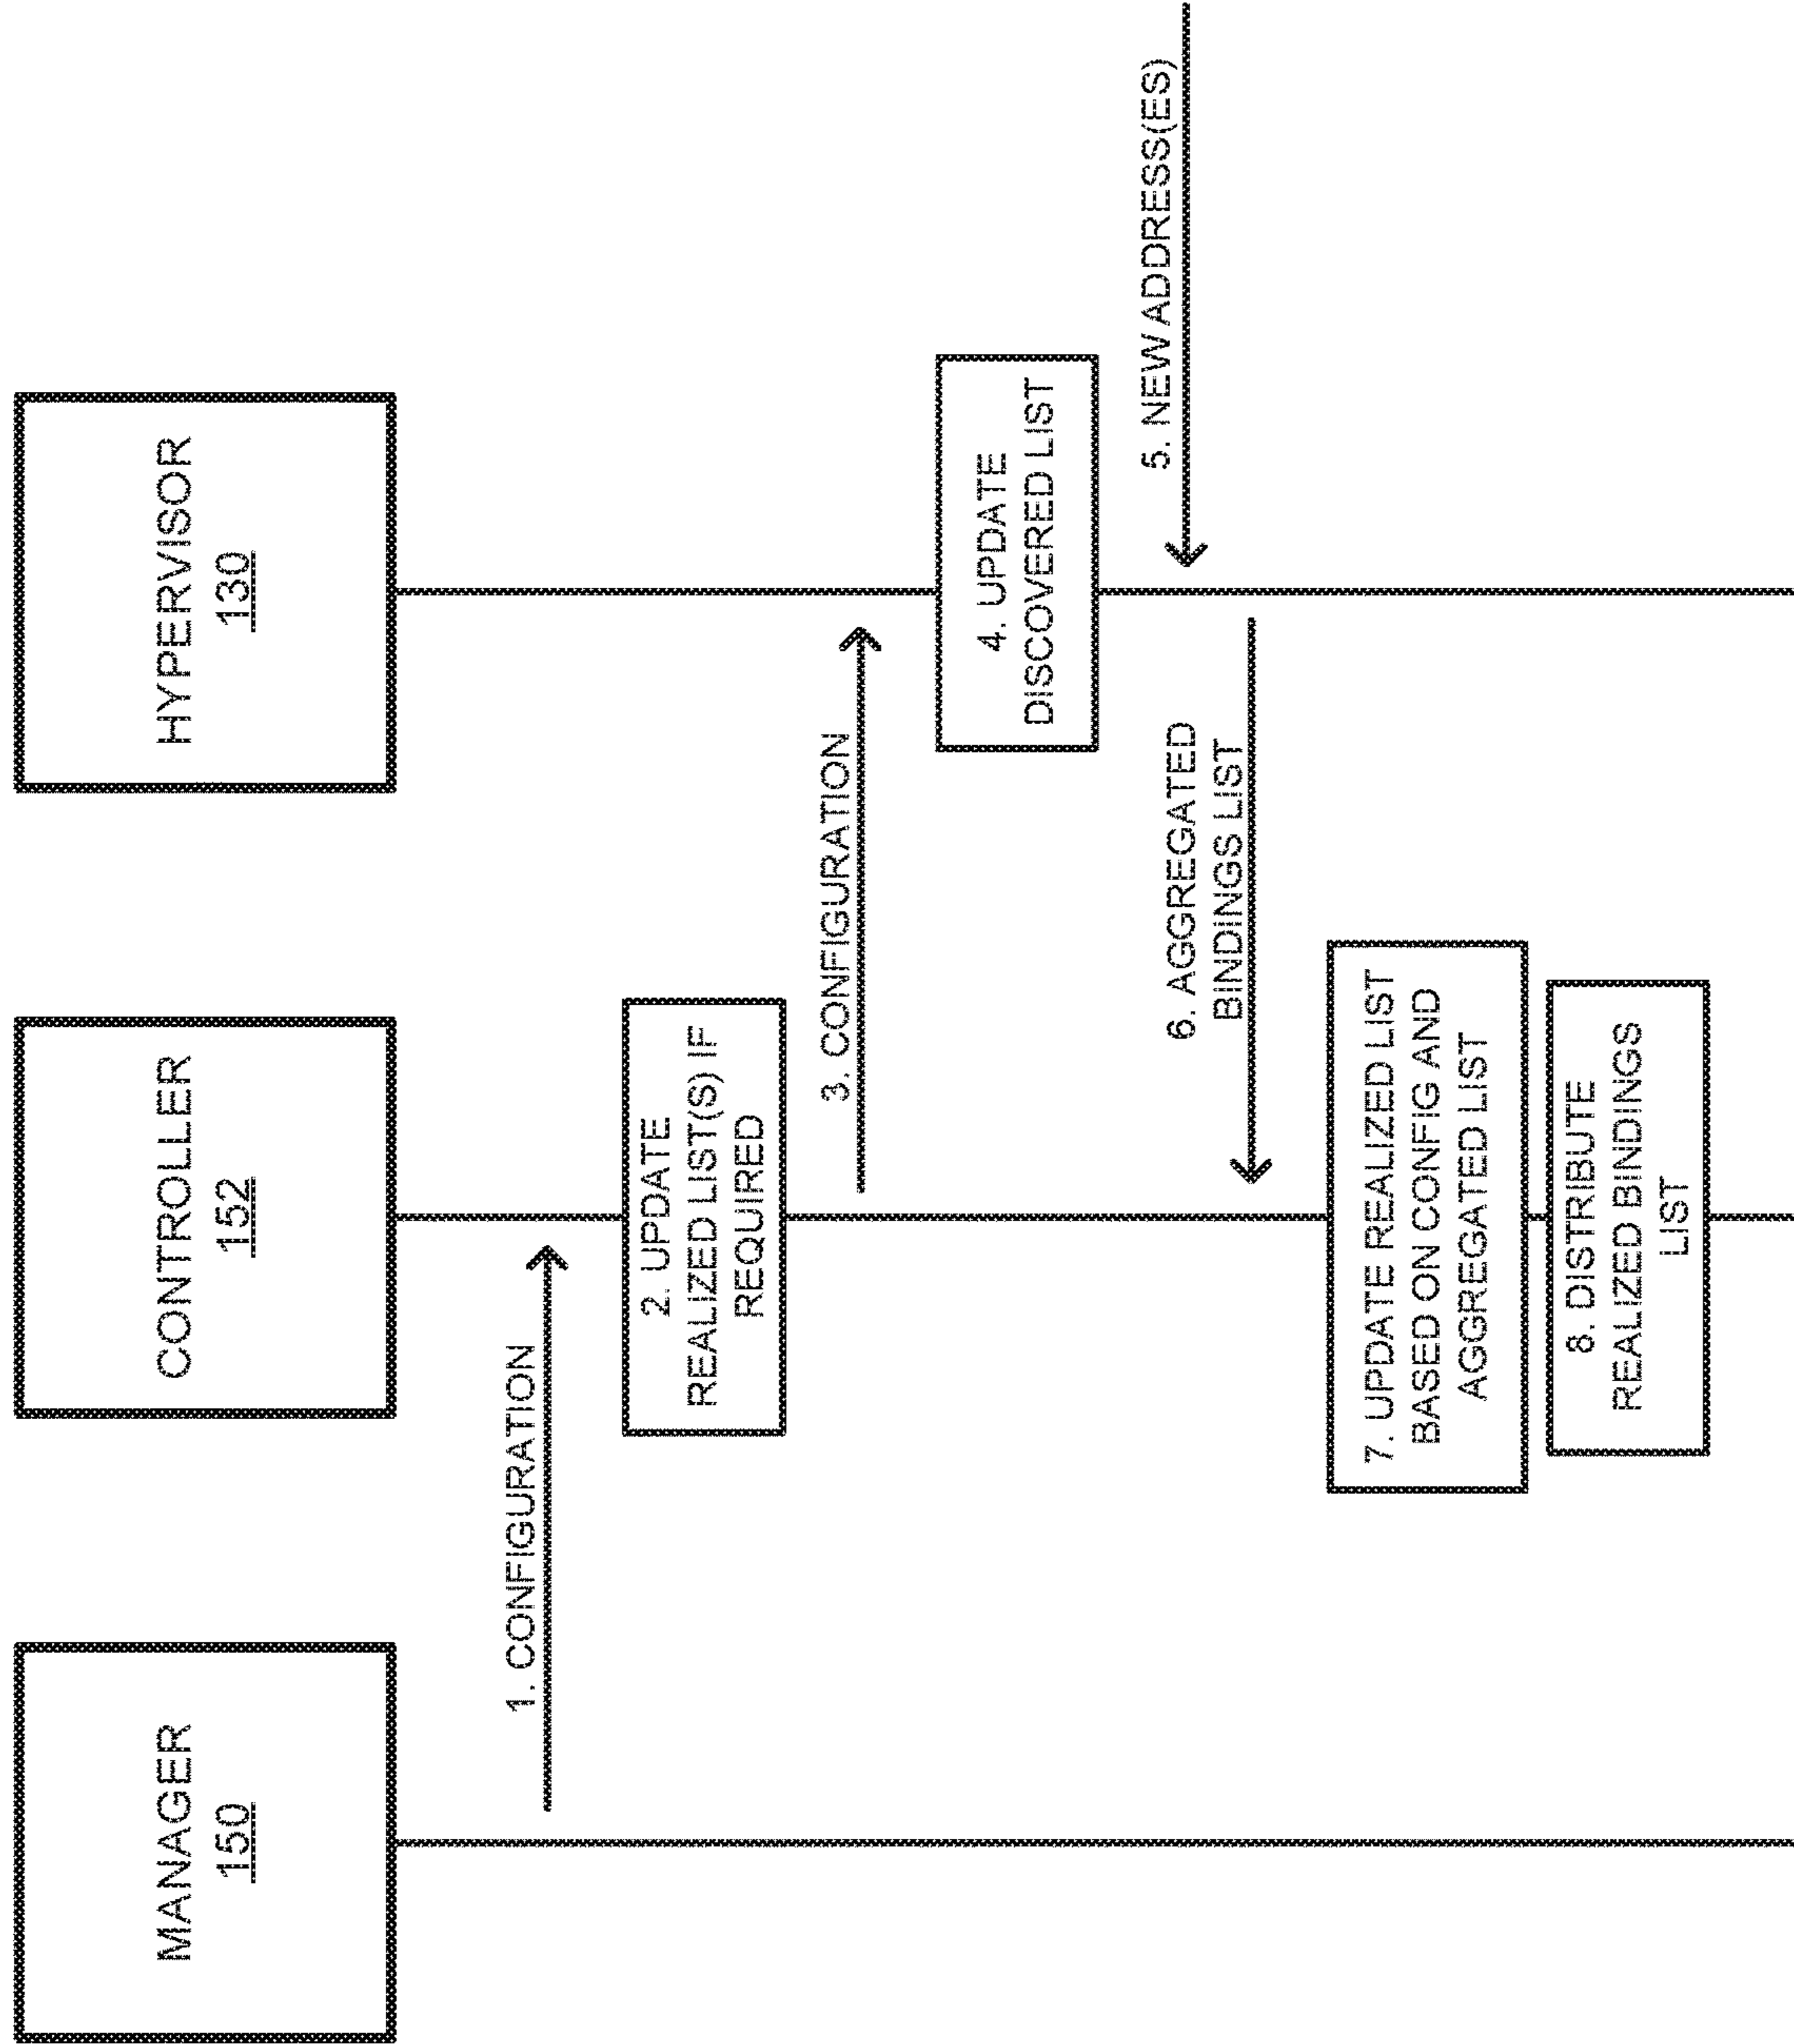 MANAGER
150
CONTROLLER
152
HYPERVISOR
130
1. CONFIGURATION
2. UPDATE
REALIZED LIST(S) IF
REQUIRED
3. CONFIGURATION
4. UPDATE
DISCOVERED LIST
5. NEW ADDRESS(ES)
6. AGGREGATED
BINDINGS LIST
7. UPDATE REALIZED LIST
BASED ON CONFIG AND
AGGREGATED LIST
8. DISTRIBUTE
REALIZED BINDINGS
LIST